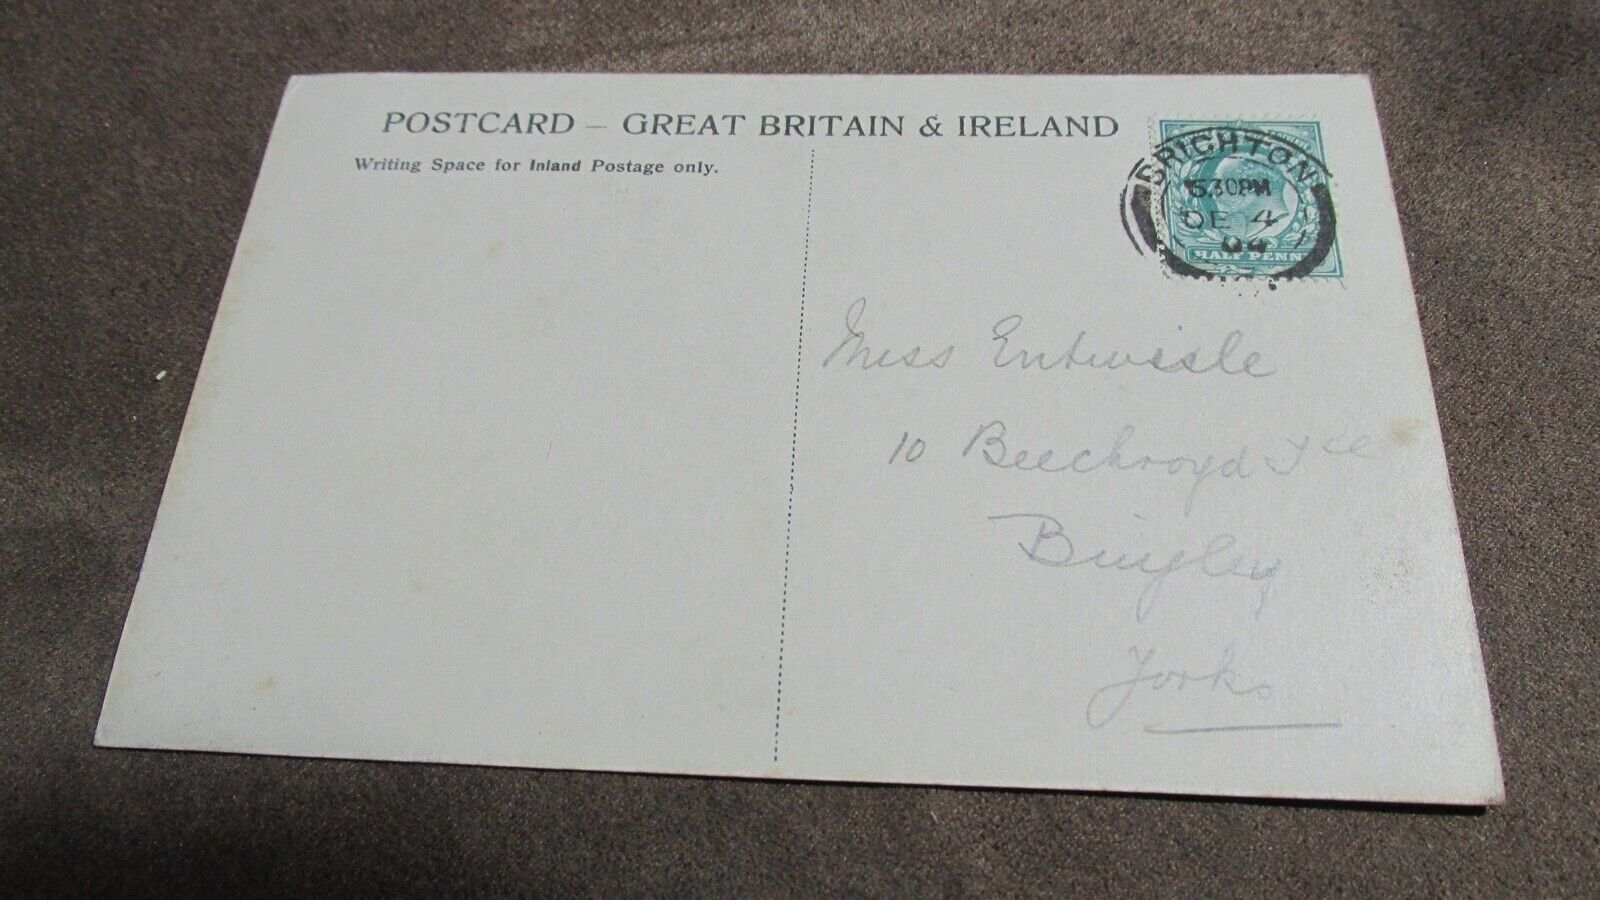 POSTCARD – GREAT BRITAIN & IRELAND
Writing Space for Inland Postage only.
BRIGHTON
5.30PM
DE 4
04
HALF PENN
Miss Entwisle
10 Beechroyd Tce
Bingley
Yorks